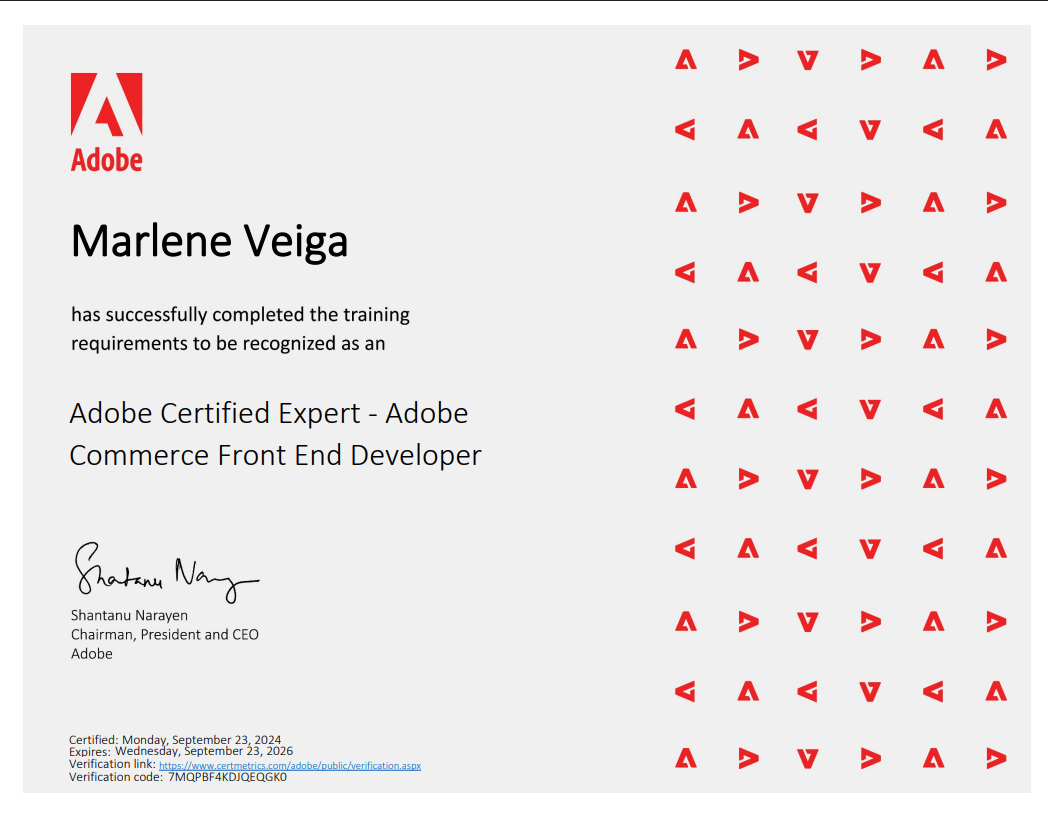 Adobe
Marlene Veiga
has successfully completed the training
requirements to be recognized as an
Adobe Certified Expert - Adobe
Commerce Front End Developer
Shantanu Narayen
Shantanu Narayen
Chairman, President and CEO
Adobe
Certified: Monday, September 23, 2024
Expires: Wednesday, September 23, 2026
Verification link: https://www.certmetrics.com/adobe/public/verification.aspx
Verification code: 7MQPBF4KDJQEQGK0